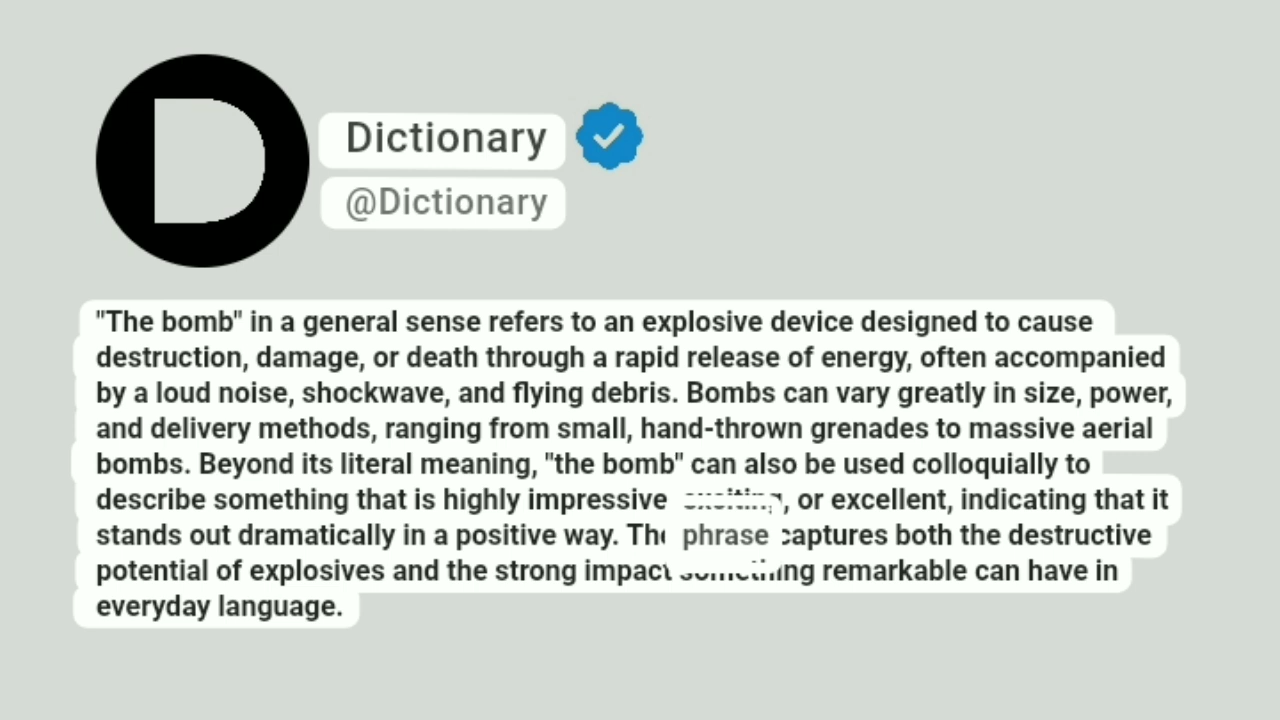 D
Dictionary
@Dictionary
"The bomb" in a general sense refers to an explosive device designed to cause
destruction, damage, or death through a rapid release of energy, often accompanied
by a loud noise, shockwave, and flying debris. Bombs can vary greatly in size, power,
and delivery methods, ranging from small, hand-thrown grenades to massive aerial
bombs. Beyond its literal meaning, "the bomb" can also be used colloquially to
describe something that is highly impressive exciting, or excellent, indicating that it
stands out dramatically in a positive way. The phrase captures both the destructive
potential of explosives and the strong impact something remarkable can have in
everyday language.